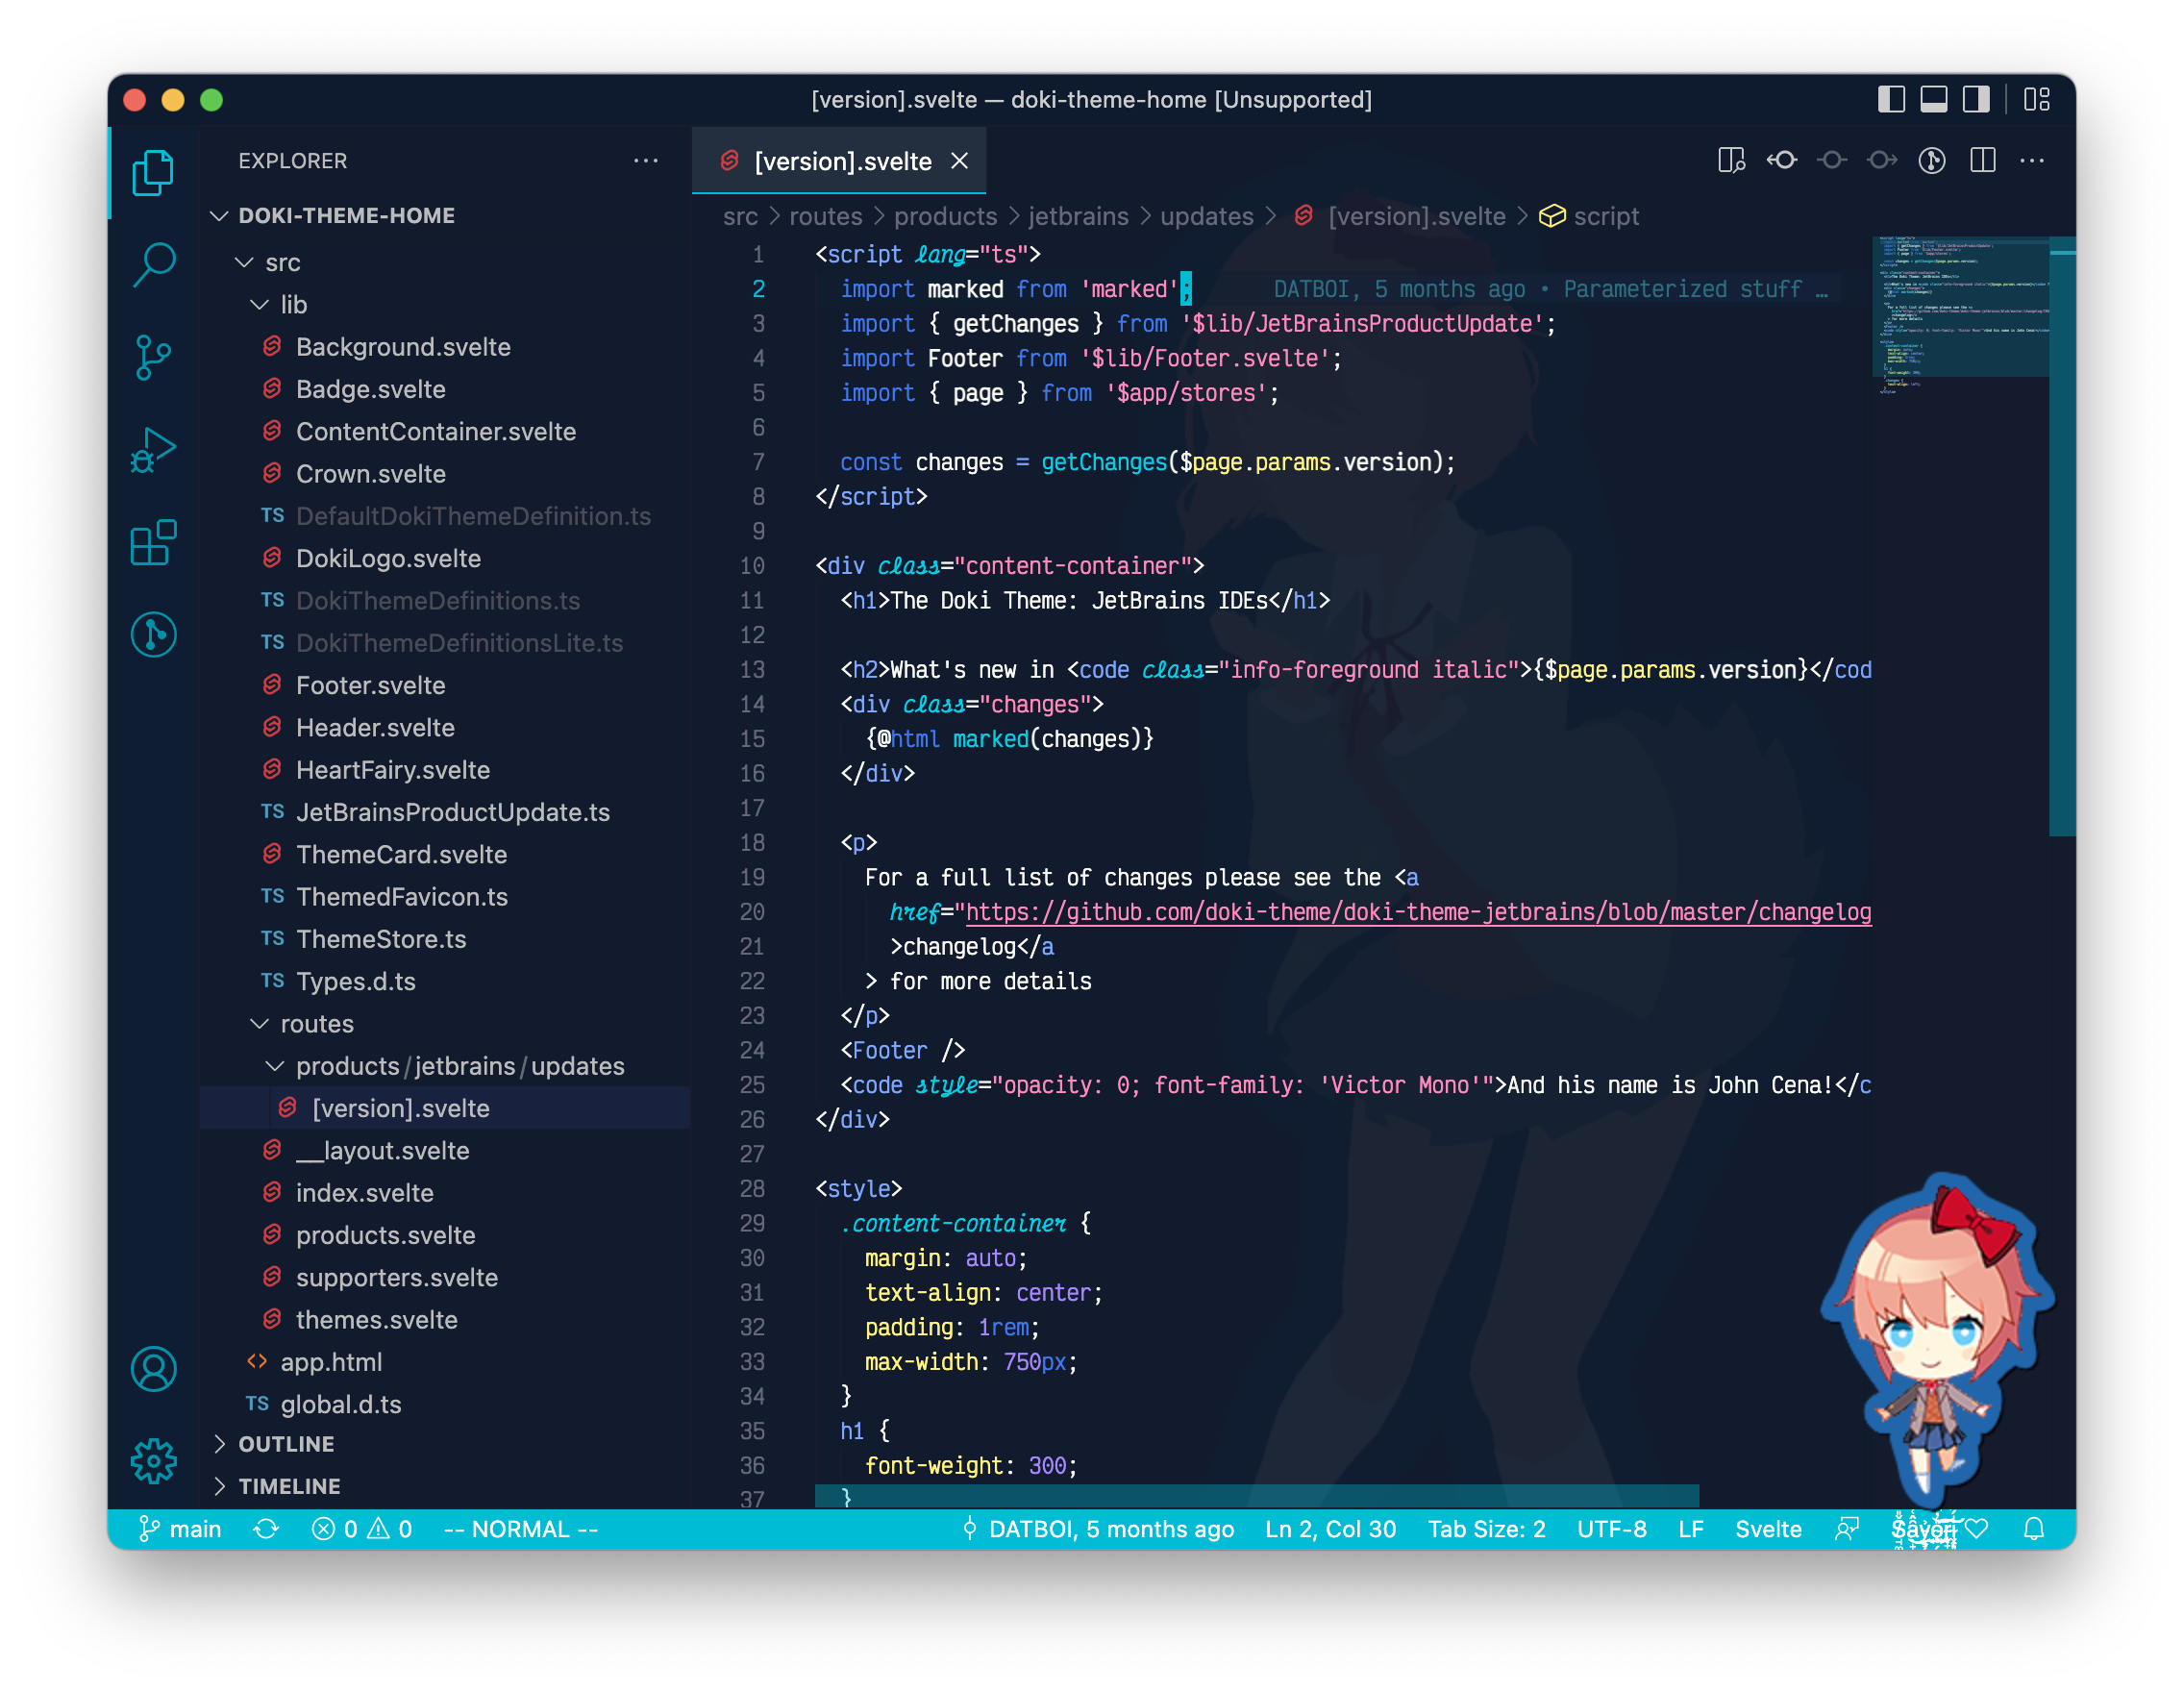 [version].svelte — doki-theme-home [Unsupported]
EXPLORER
DOKI-THEME-HOME
src
lib
Background.svelte
Badge.svelte
ContentContainer.svelte
Crown.svelte
TS DefaultDokiThemeDefinition.ts
DokiLogo.svelte
TS DokiThemeDefinitions.ts
TS DokiThemeDefinitionsLite.ts
Footer.svelte
Header.svelte
HeartFairy.svelte
TS JetBrainsProductUpdate.ts
ThemeCard.svelte
TS ThemedFavicon.ts
TS ThemeStore.ts
TS Types.d.ts
routes
products/jetbrains/updates
[version].svelte
__layout.svelte
index.svelte
products.svelte
supporters.svelte
themes.svelte
<> app.html
TS global.d.ts
OUTLINE
TIMELINE
[version].svelte
src > routes > products > jetbrains > updates > [version].svelte > script
1 <script lang="ts">
2 import marked from 'marked'; DATBOI, 5 months ago • Parameterized stuff …
3 import { getChanges } from '$lib/JetBrainsProductUpdate';
4 import Footer from '$lib/Footer.svelte';
5 import { page } from '$app/stores';
6
7 const changes = getChanges($page.params.version);
8 </script>
9
10 <div class="content-container">
11 <h1>The Doki Theme: JetBrains IDEs</h1>
12
13 <h2>What's new in <code class="info-foreground italic">{$page.params.version}</cod
14 <div class="changes">
15 {@html marked(changes)}
16 </div>
17
18 <p>
19 For a full list of changes please see the <a
20 href="https://github.com/doki-theme/doki-theme-jetbrains/blob/master/changelog
21 >changelog</a
22 > for more details
23 </p>
24 <Footer />
25 <code style="opacity: 0; font-family: 'Victor Mono'">And his name is John Cena!</c
26 </div>
27
28 <style>
29 .content-container {
30 margin: auto;
31 text-align: center;
32 padding: 1rem;
33 max-width: 750px;
34 }
35 h1 {
36 font-weight: 300;
37 }
main 0 0 -- NORMAL -- DATBOI, 5 months ago Ln 2, Col 30 Tab Size: 2 UTF-8 LF Svelte